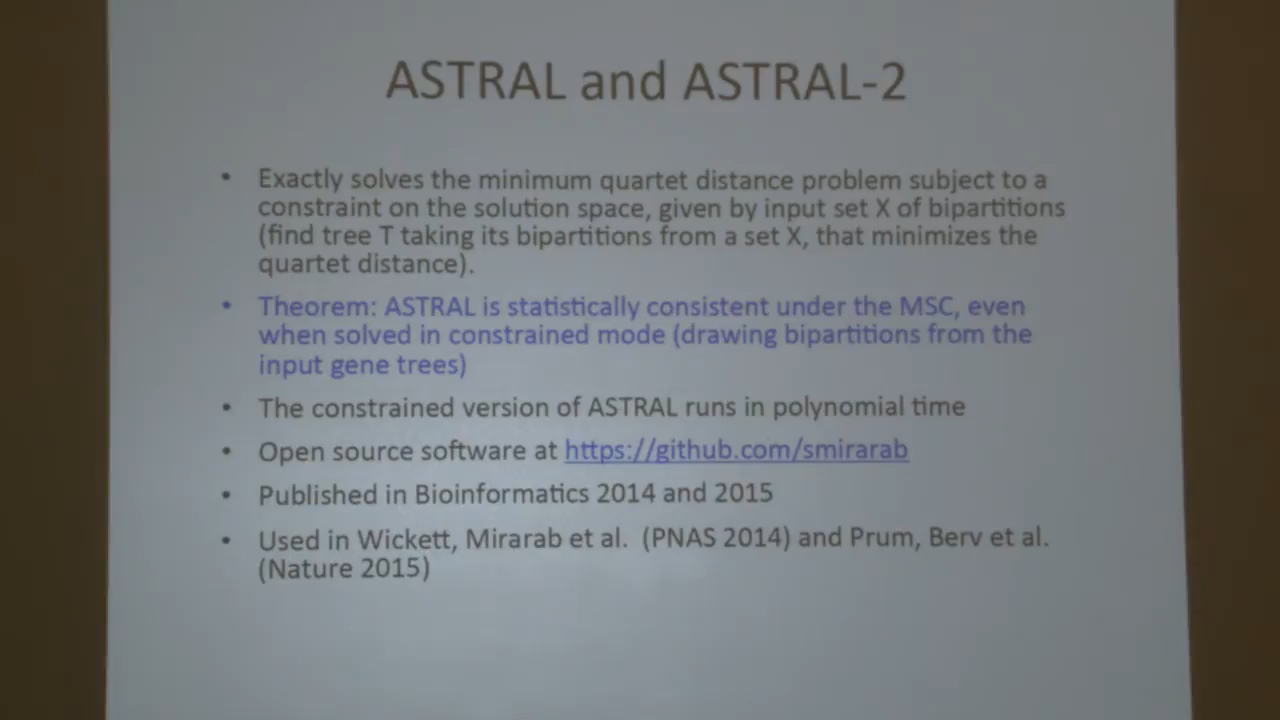 ASTRAL and ASTRAL-2
• Exactly solves the minimum quartet distance problem subject to a
constraint on the solution space, given by input set X of bipartitions
(find tree T taking its bipartitions from a set X, that minimizes the
quartet distance).
• Theorem: ASTRAL is statistically consistent under the MSC, even
when solved in constrained mode (drawing bipartitions from the
input gene trees)
• The constrained version of ASTRAL runs in polynomial time
• Open source software at https://github.com/smirarab
• Published in Bioinformatics 2014 and 2015
• Used in Wickett, Mirarab et al. (PNAS 2014) and Prum, Berv et al.
(Nature 2015)